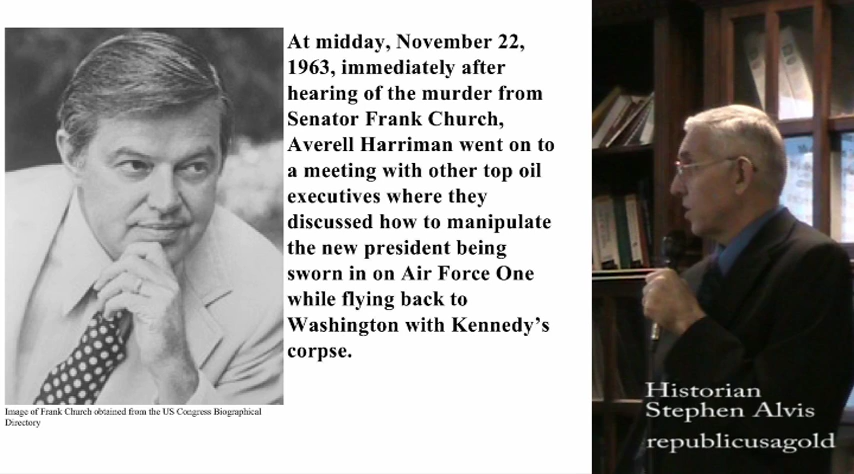 At midday, November 22,
1963, immediately after
hearing of the murder from
Senator Frank Church,
Averell Harriman went on to
a meeting with other top oil
executives where they
discussed how to manipulate
the new president being
sworn in on Air Force One
while flying back to
Washington with Kennedy’s
corpse.
Image of Frank Church obtained from the US Congress Biographical
Directory
Historian
Stephen Alvis
republicusagold